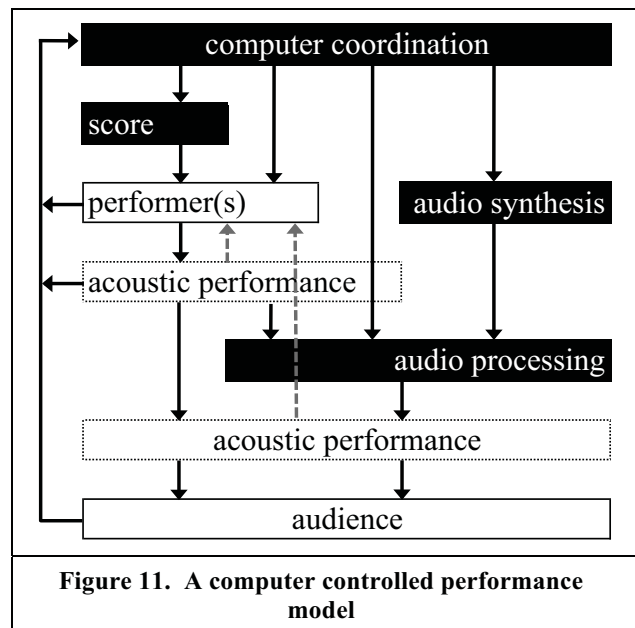 computer coordination
score
performer(s)
audio synthesis
acoustic performance
audio processing
acoustic performance
audience
Figure 11. A computer controlled performance
model